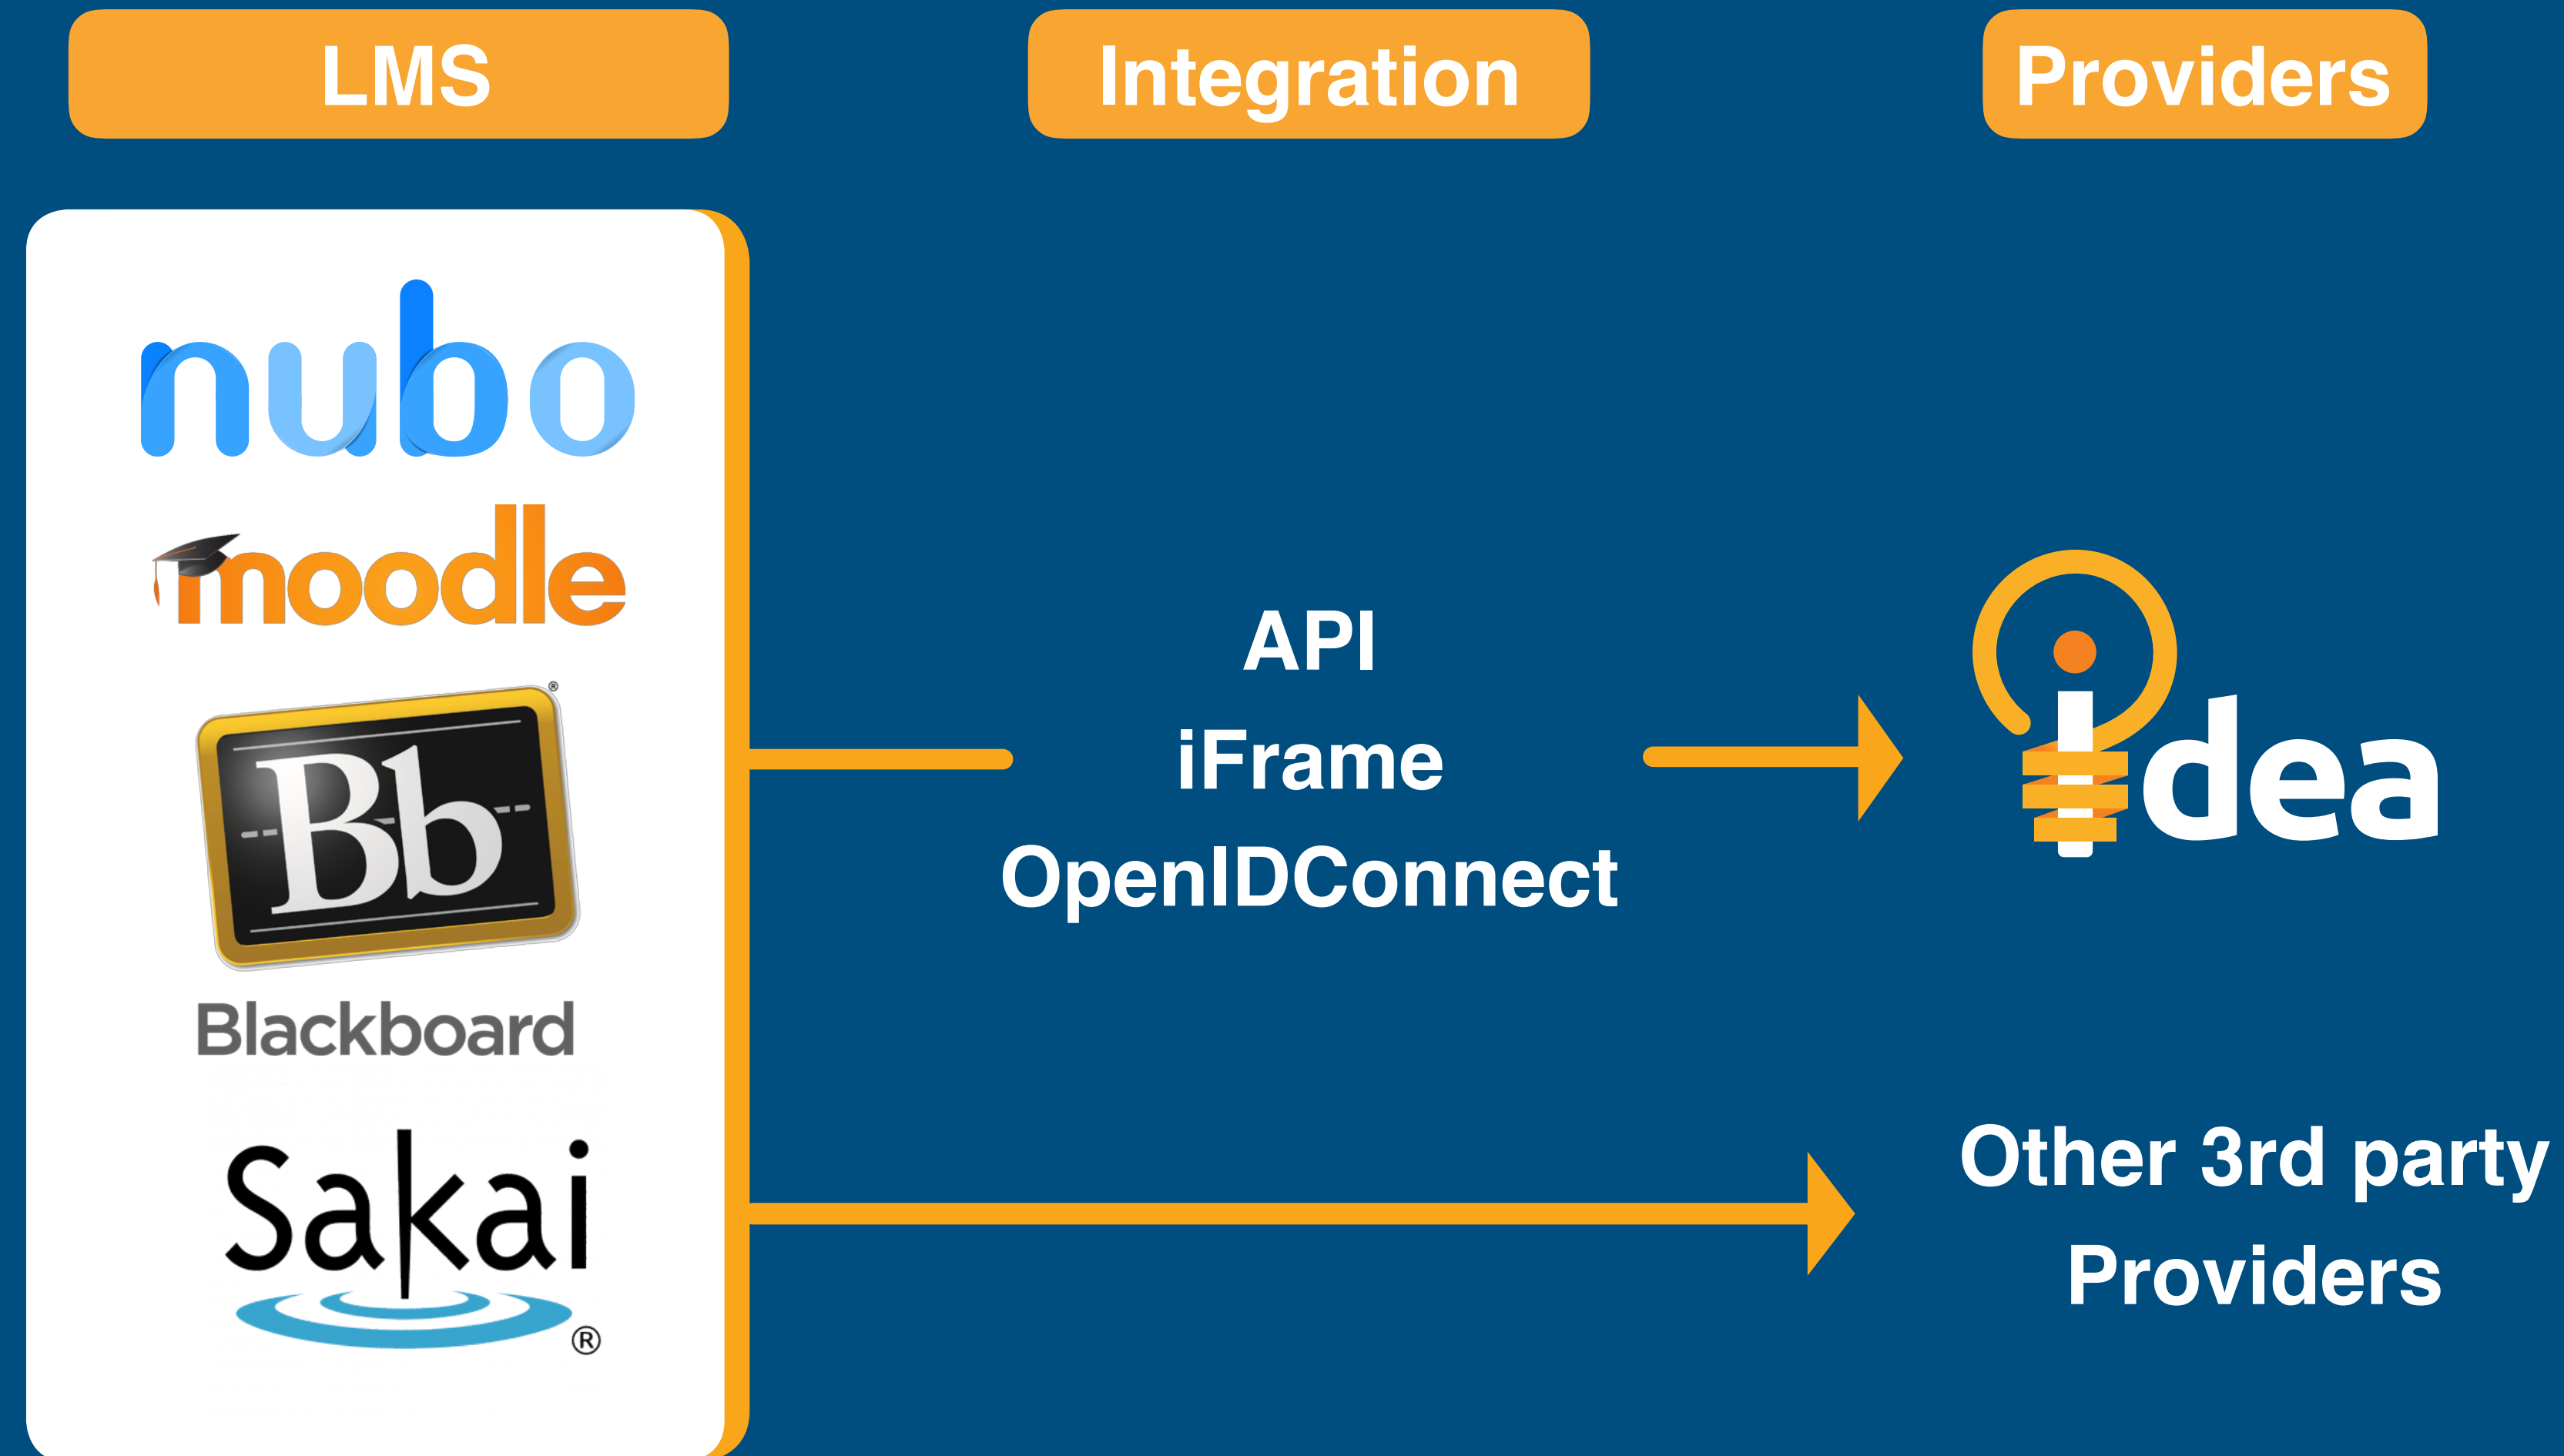 LMS
Integration
Providers
nubo
moodle
Bb®
Blackboard
Sakai
®
API
iFrame
OpenIDConnect
idea
Other 3rd party
Providers